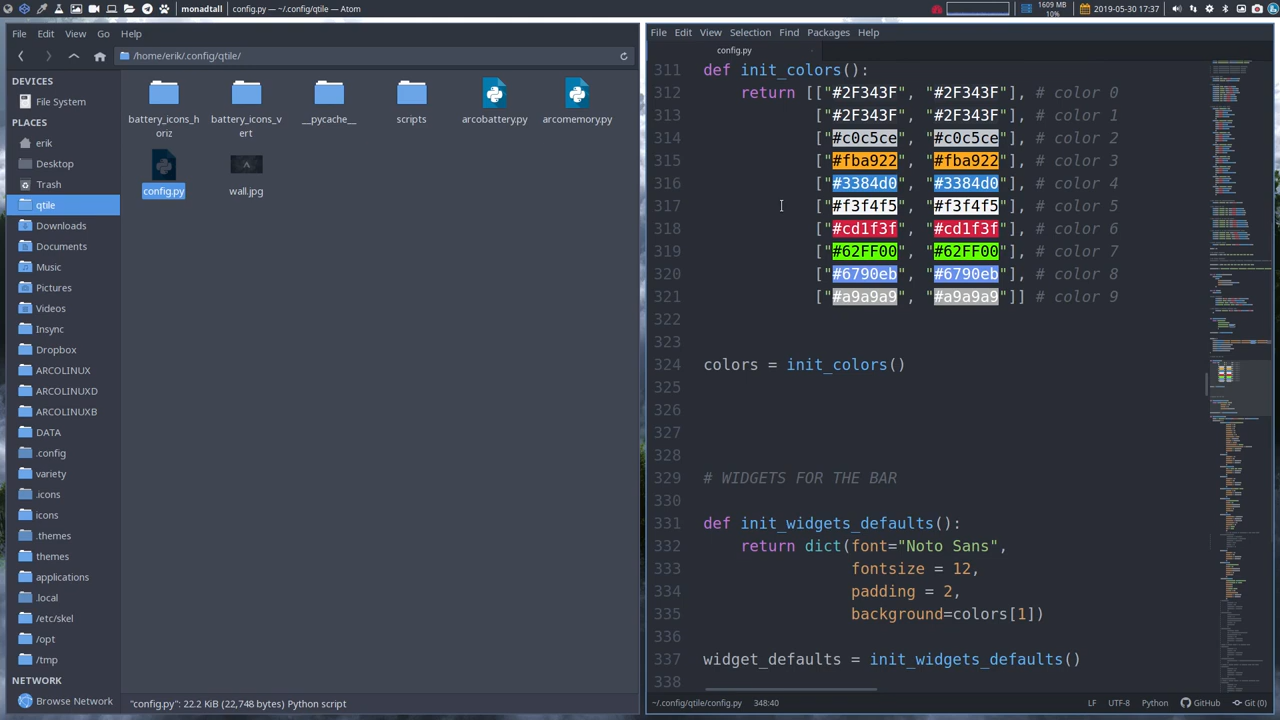 monadtall config.py — ~/.config/qtile — Atom 1609 MB 10% 2019-05-30 17:37
File Edit View Go Help
/home/erik/.config/qtile/
DEVICES
File System
PLACES
erik
Desktop
Trash
qtile
Downloads
Documents
Music
Pictures
Videos
Insync
Dropbox
ARCOLINUX
ARCOLINUXD
ARCOLINUXB
DATA
.config
variety
.icons
icons
.themes
themes
applications
.local
/etc/skel
/opt
/tmp
NETWORK
Browse Network
battery_icons_horiz
battery_icons_vert
__pycache__
scripts
arcobattery.py
arcomemory.py
config.py
wall.jpg
"config.py": 22.2 KiB (22,748 bytes) Python script
File Edit View Selection Find Packages Help
config.py
311 def init_colors():
312 return [["#2F343F", "#2F343F"], # color 0
313 ["#2F343F", "#2F343F"], # color 1
314 ["#c0c5ce", "#c0c5ce"], # color 2
315 ["#fba922", "#fba922"], # color 3
316 ["#3384d0", "#3384d0"], # color 4
317 ["#f3f4f5", "#f3f4f5"], # color 5
318 ["#cd1f3f", "#cd1f3f"], # color 6
319 ["#62FF00", "#62FF00"], # color 7
320 ["#6790eb", "#6790eb"], # color 8
321 ["#a9a9a9", "#a9a9a9"]] # color 9
322
323
324 colors = init_colors()
325
326
327
328
329 # WIDGETS FOR THE BAR
330
331 def init_widgets_defaults():
332 return dict(font="Noto Sans",
333 fontsize = 12,
334 padding = 2,
335 background=colors[1])
336
337 widget_defaults = init_widgets_defaults()
338
~/.config/qtile/config.py 348:40 LF UTF-8 Python GitHub Git (0)